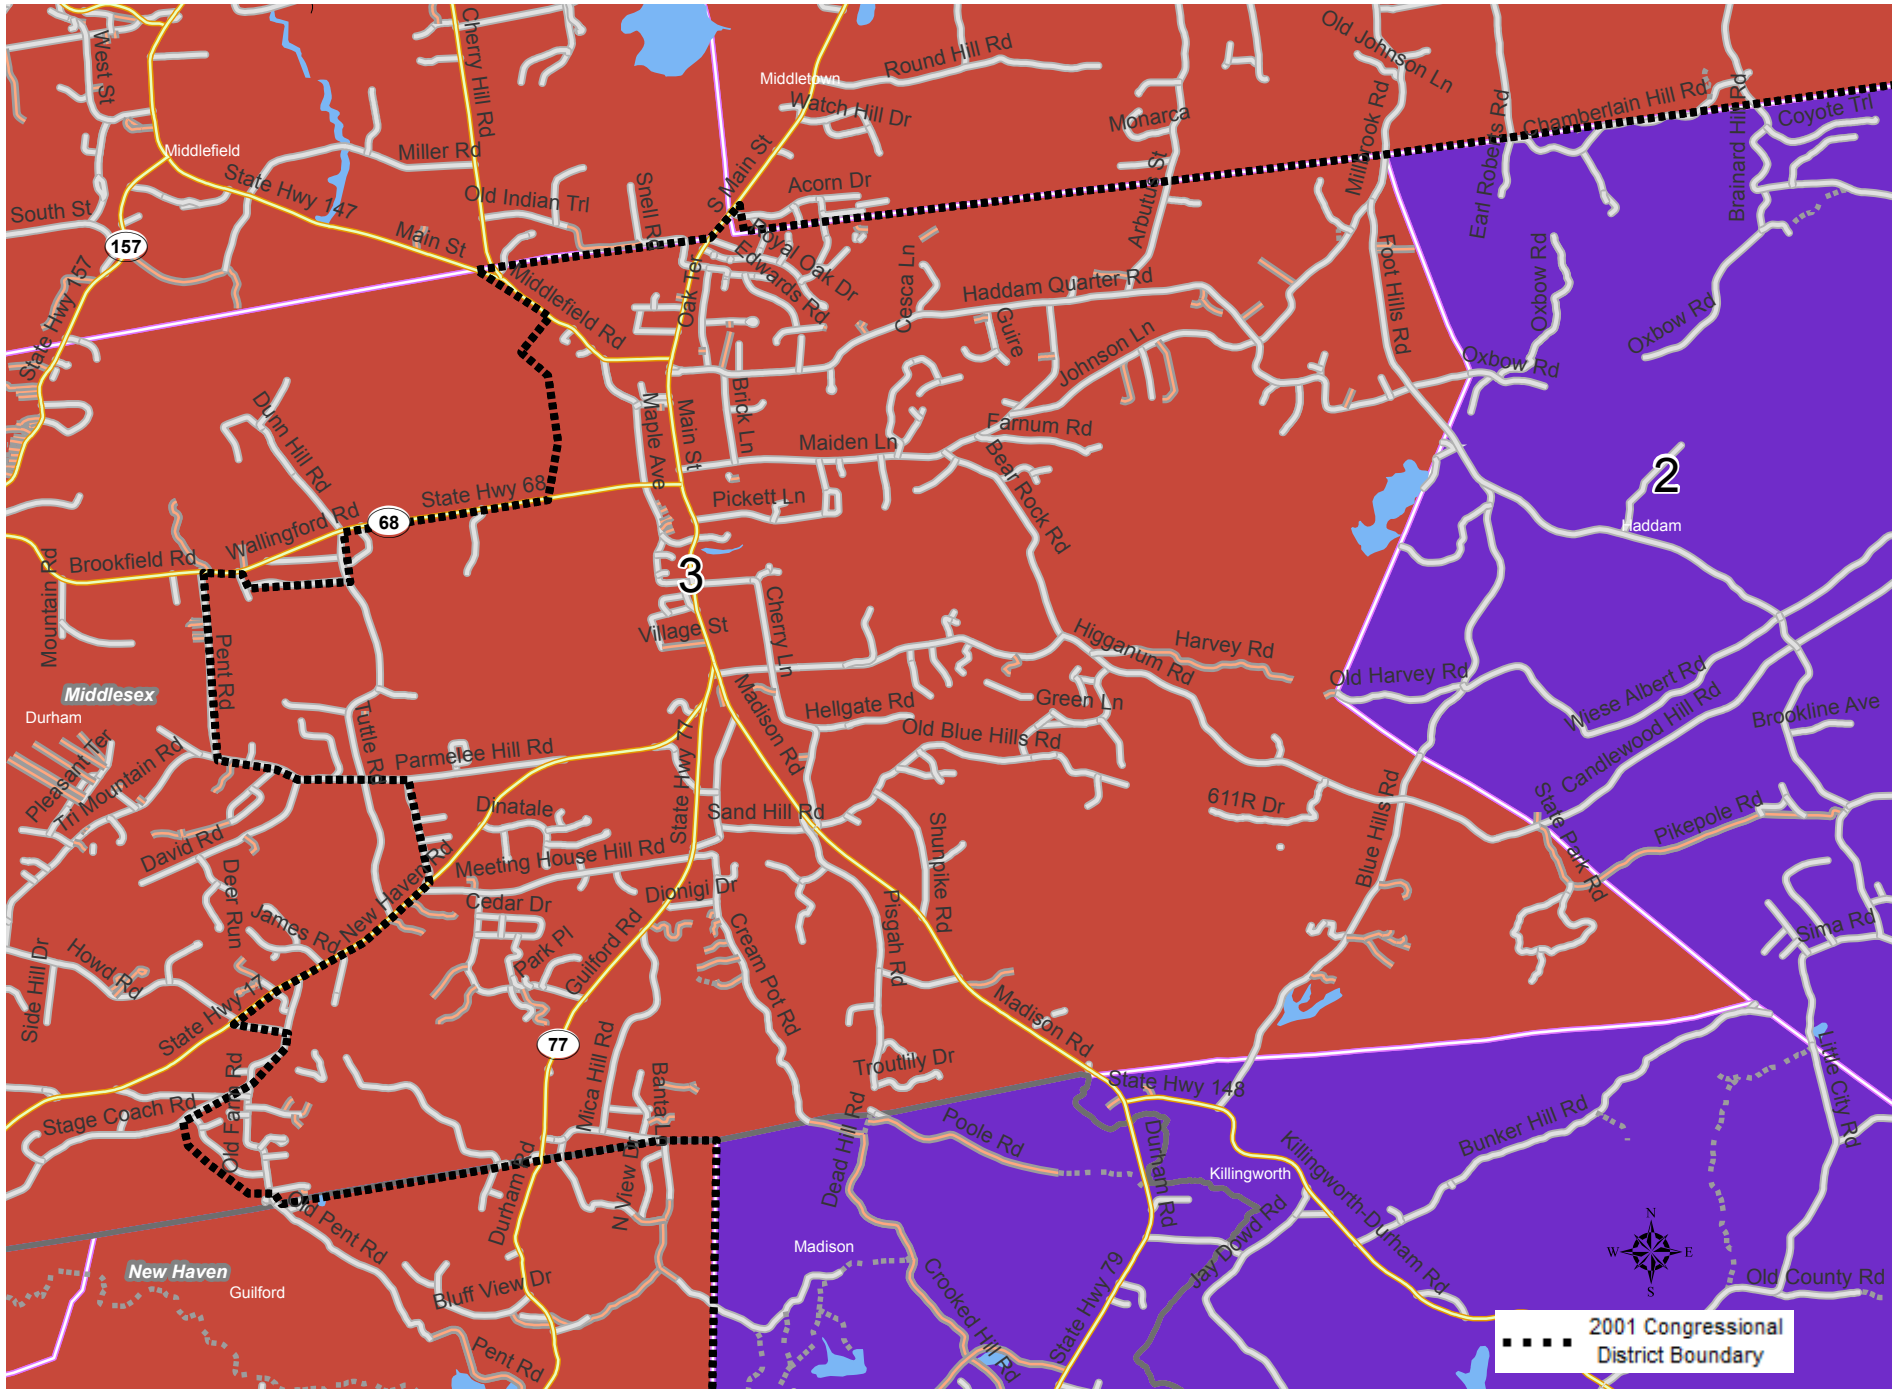 West St
Cherry Hill Rd
Round Hill Rd
Old Johnson Ln
Middletown
Watch Hill Dr
Monarca
Millbrook Rd
Earl Roberts Rd
Chamberlain Hill Rd
Brainard Hill Rd
Coyote Trl
Middlefield
Miller Rd
State Hwy 147
Old Indian Trl
Snell Rd
S Main St
Acorn Dr
Arbutus St
South St
157
Main St
Royal Oak Dr
Edwards Rd
Oak Ter
Cesca Ln
Haddam Quarter Rd
Foot Hills Rd
Oxbow Rd
Oxbow Rd
State Hwy 157
Middlefield Rd
Guire
Johnson Ln
Oxbow Rd
Dunn Hill Rd
Maple Ave
Main St
Brick Ln
Maiden Ln
Farnum Rd
Bear Rock Rd
State Hwy 68
Pickett Ln
2
Haddam
68
Wallingford Rd
Brookfield Rd
Mountain Rd
3
Cherry Ln
Village St
Pent Rd
Higganum Rd
Harvey Rd
Old Harvey Rd
Wiese Albert Rd
Candlewood Hill Rd
Brookline Ave
Middlesex
Durham
Tuttle Rd
Madison Rd
Hellgate Rd
Green Ln
Old Blue Hills Rd
Pleasant Ter
Tri Mountain Rd
Parmelee Hill Rd
State Hwy 77
Dinatale
Sand Hill Rd
611R Dr
Blue Hills Rd
State Park Rd
Pikepole Rd
David Rd
Deer Run
Meeting House Hill Rd
Shunpike Rd
New Haven Rd
Cedar Dr
Dionigi Dr
Pisgah Rd
James Rd
Park Pl
Guilford Rd
Cream Pot Rd
Sima Rd
Howd Rd
Side Hill Dr
State Hwy 17
Madison Rd
77
Mica Hill Rd
Banta Ln
Troutlily Dr
State Hwy 148
Little City Rd
Stage Coach Rd
Old Farm Rd
Durham Rd
N View Dr
Dead Hill Rd
Poole Rd
Durham Rd
Killingworth
Killingworth-Durham Rd
Bunker Hill Rd
Old Pent Rd
Madison
Crooked Hill Rd
State Hwy 79
Jay Dowd Rd
N
W
E
S
Old County Rd
New Haven
Guilford
Bluff View Dr
Pent Rd
2001 Congressional
District Boundary